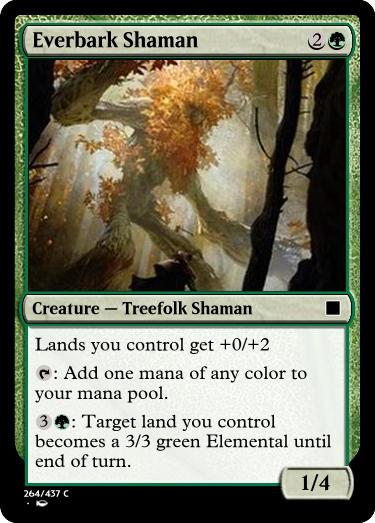 Everbark Shaman 2
Creature — Treefolk Shaman
Lands you control get +0/+2
: Add one mana of any color to
your mana pool.
3: Target land you control
becomes a 3/3 green Elemental until
end of turn.
1/4
264/437 C